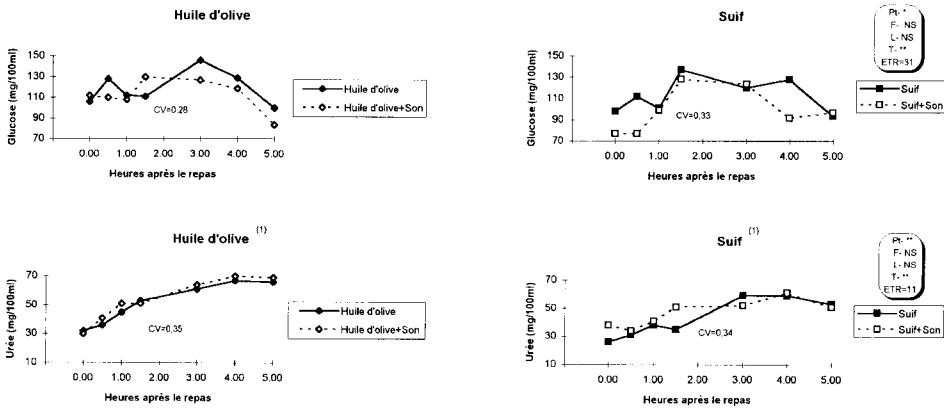 Huile d'olive
Glucose (mg/100ml)
150
130
110
90
70
CV=0.28
0.00 1.00 2.00 3.00 4.00 5.00
Heures après le repas
Huile d'olive
Huile d'olive+Son
Suif
Glucose (mg/100ml)
150
130
110
90
70
CV=0,33
0.00 1.00 2.00 3.00 4.00 5.00
Heures après le repas
Pt- *
F- NS
L- NS
T- **
ETR=31
Suif
Suif+Son
Huile d'olive (1)
Urée (mg/100ml)
70
50
30
10
CV=0,35
0.00 1.00 2.00 3.00 4.00 5.00
Heures après le repas
Huile d'olive
Huile d'olive+Son
Suif (1)
Urée (mg/100ml)
70
50
30
10
CV=0,34
0.00 1.00 2.00 3.00 4.00 5.00
Heures après le repas
Pt- **
F- NS
L- NS
T- **
ETR=11
Suif
Suif+Son